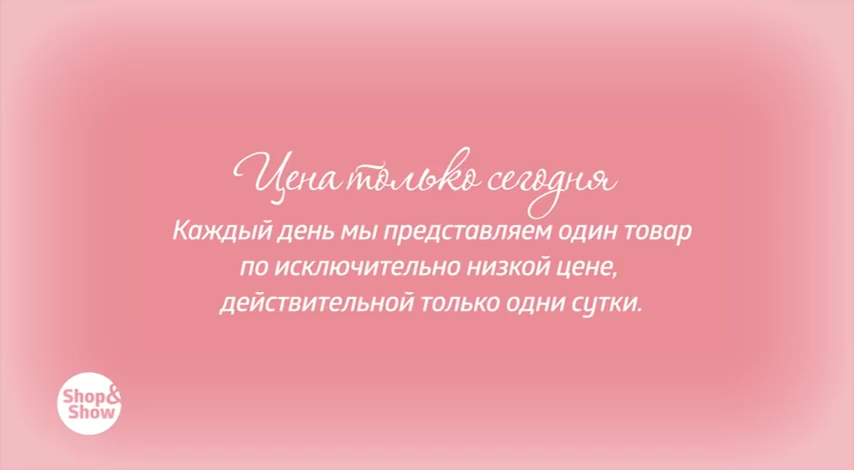 Цена только сегодня
Каждый день мы представляем один товар
по исключительно низкой цене,
действительной только одни сутки.
Shop&
Show